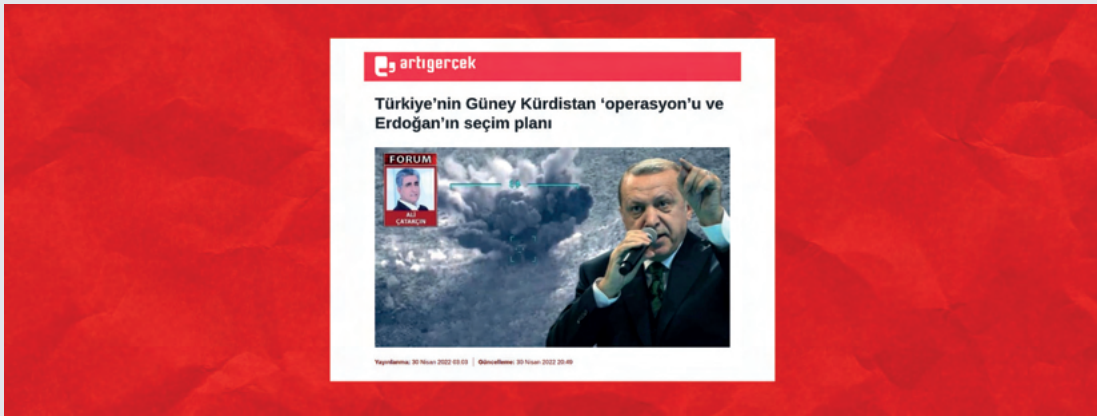 artıgerçek
Türkiye’nin Güney Kürdistan ‘operasyon’u ve
Erdoğan’ın seçim planı
FORUM
ALİ
ÇATAKÇIN
Yayınlanma: 30 Nisan 2022 03:03 | Güncelleme: 30 Nisan 2022 20:49